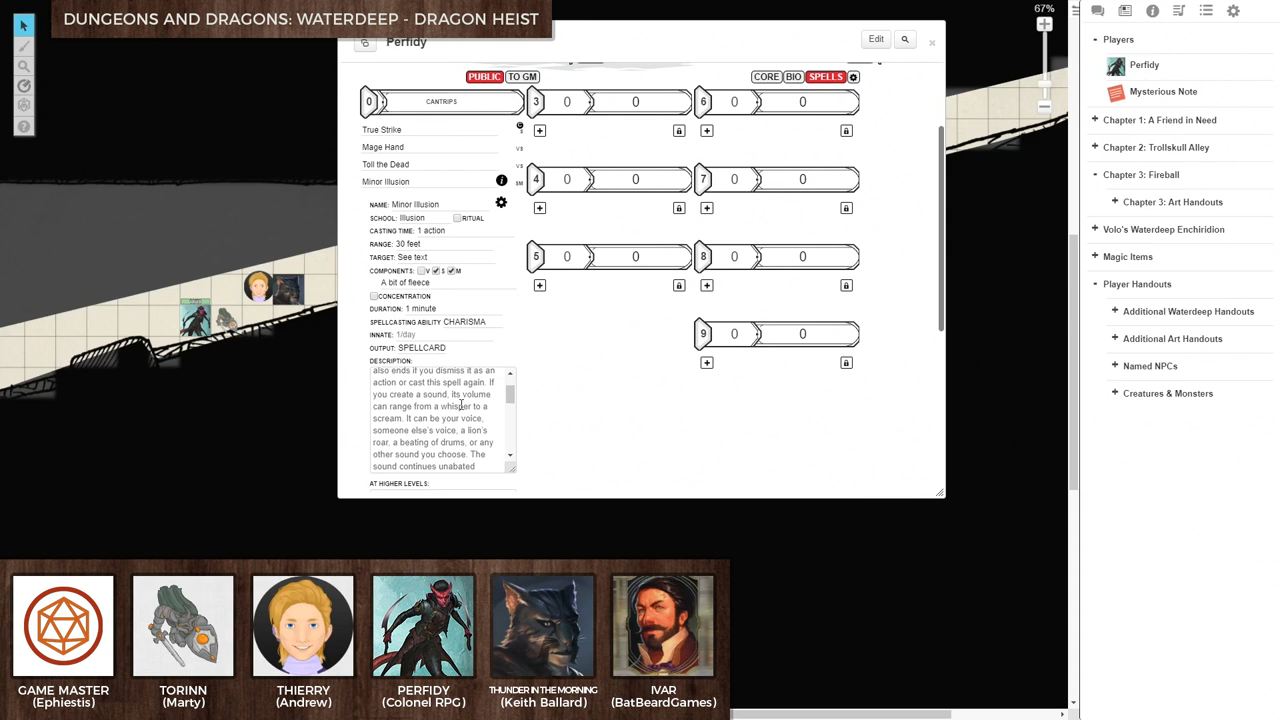 DUNGEONS AND DRAGONS: WATERDEEP - DRAGON HEIST
67%
Perfidy
Edit
PUBLIC TO GM
CORE BIO SPELLS
0 CANTRIPS
True Strike
Mage Hand
Toll the Dead
Minor Illusion
NAME: Minor Illusion
SCHOOL: Illusion RITUAL
CASTING TIME: 1 action
RANGE: 30 feet
TARGET: See text
COMPONENTS: V S M
A bit of fleece
CONCENTRATION
DURATION: 1 minute
SPELLCASTING ABILITY CHARISMA
INNATE: 1/day
OUTPUT: SPELLCARD
DESCRIPTION:
also ends if you dismiss it as an
action or cast this spell again. If
you create a sound, its volume
can range from a whisper to a
scream. It can be your voice,
someone else's voice, a lion's
roar, a beating of drums, or any
other sound you choose. The
sound continues unabated
AT HIGHER LEVELS:
3 0 0
4 0 0
5 0 0
6 0 0
7 0 0
8 0 0
9 0 0
Players
Perfidy
Mysterious Note
Chapter 1: A Friend in Need
Chapter 2: Trollskull Alley
Chapter 3: Fireball
Chapter 3: Art Handouts
Volo's Waterdeep Enchiridion
Magic Items
Player Handouts
Additional Waterdeep Handouts
Additional Art Handouts
Named NPCs
Creatures & Monsters
GAME MASTER
(Ephiestis)
TORINN
(Marty)
THIERRY
(Andrew)
PERFIDY
(Colonel RPG)
THUNDER IN THE MORNING
(Keith Ballard)
IVAR
(BatBeardGames)